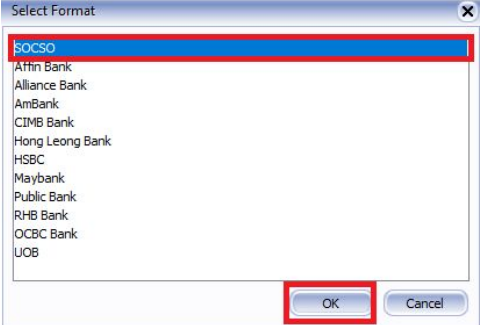 Select Format
SOCSO
Affin Bank
Alliance Bank
AmBank
CIMB Bank
Hong Leong Bank
HSBC
Maybank
Public Bank
RHB Bank
OCBC Bank
UOB
OK
Cancel